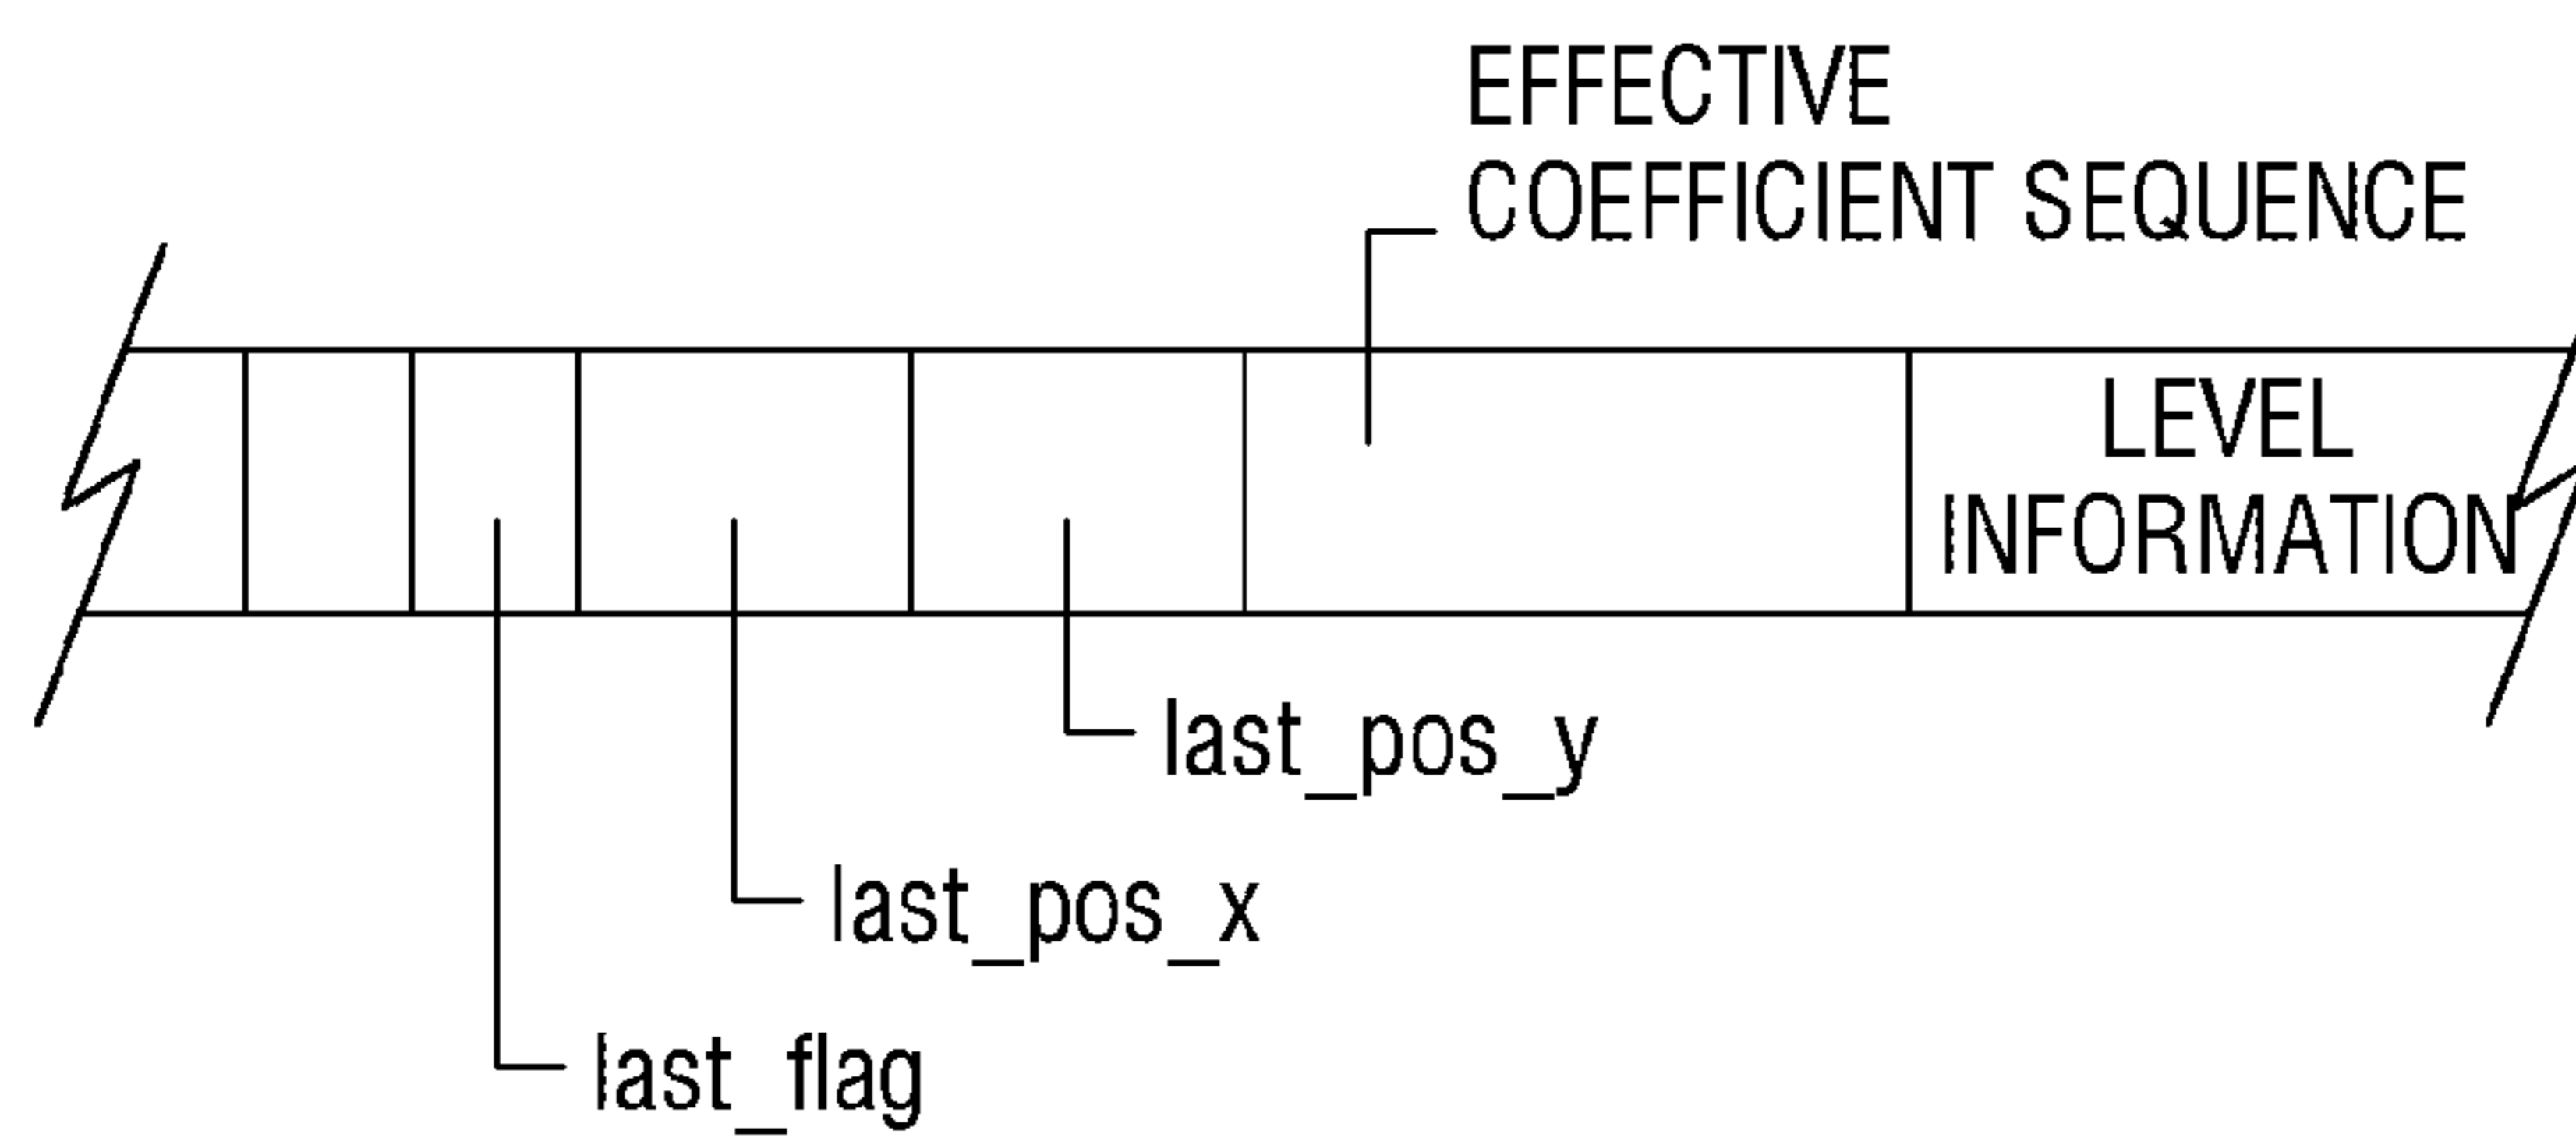 EFFECTIVE
COEFFICIENT SEQUENCE
LEVEL
INFORMATION
last_pos_y
last_pos_x
last_flag